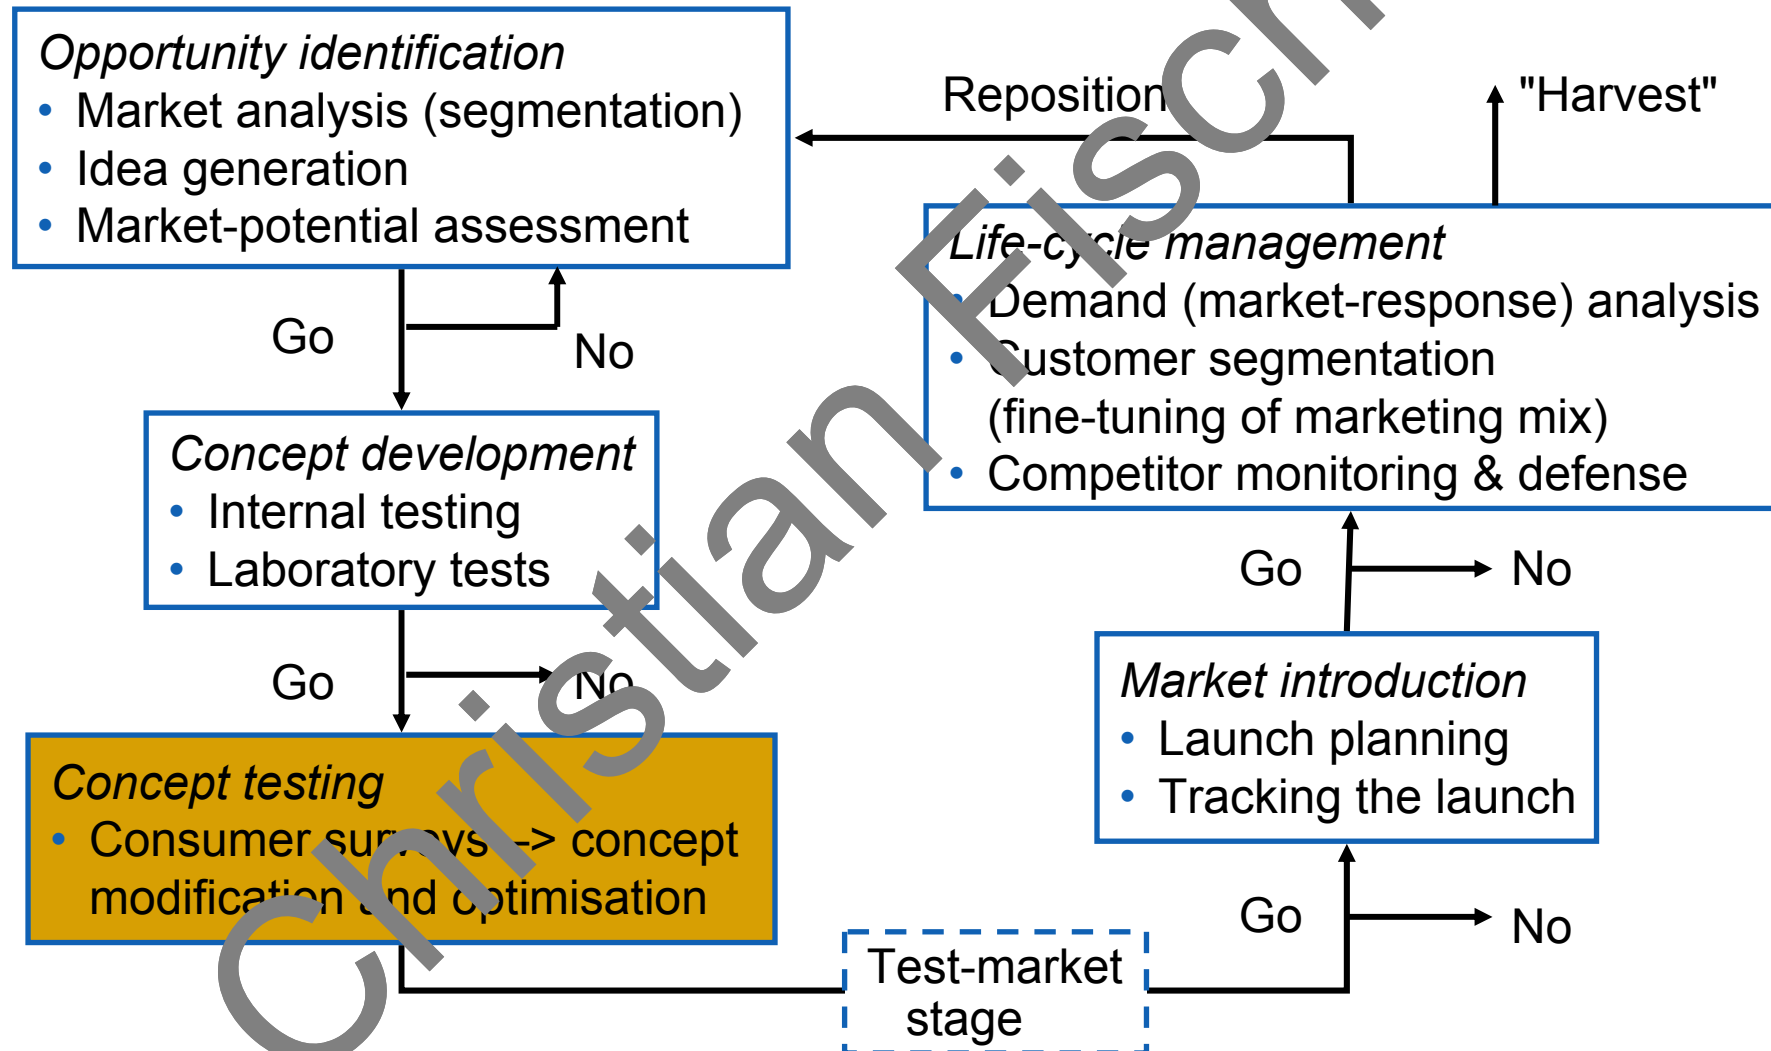 Opportunity identification
• Market analysis (segmentation)
• Idea generation
• Market-potential assessment
Go
No
Concept development
• Internal testing
• Laboratory tests
Go
No
Concept testing
• Consumer surveys –> concept
modification and optimisation
Test-market
stage
Go
No
Market introduction
• Launch planning
• Tracking the launch
Go
No
Life-cycle management
• Demand (market-response) analysis
• Customer segmentation
(fine-tuning of marketing mix)
• Competitor monitoring & defense
Reposition
"Harvest"
Christian